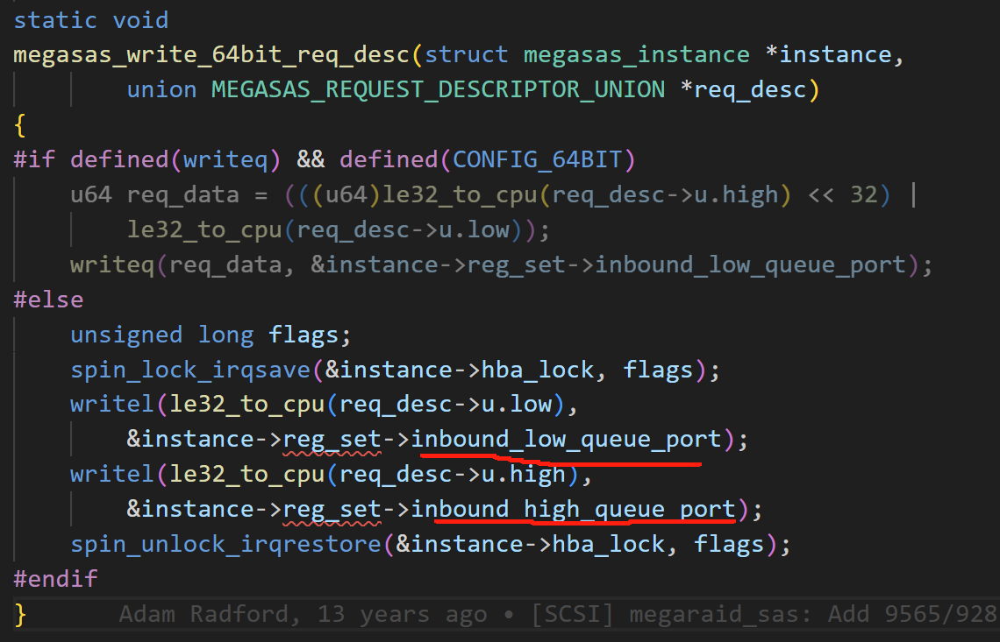 static void
megasas_write_64bit_req_desc(struct megasas_instance *instance,
        union MEGASAS_REQUEST_DESCRIPTOR_UNION *req_desc)
{
#if defined(writeq) && defined(CONFIG_64BIT)
    u64 req_data = (((u64)le32_to_cpu(req_desc->u.high) << 32) |
        le32_to_cpu(req_desc->u.low));
    writeq(req_data, &instance->reg_set->inbound_low_queue_port);
#else
    unsigned long flags;
    spin_lock_irqsave(&instance->hba_lock, flags);
    writel(le32_to_cpu(req_desc->u.low),
        &instance->reg_set->inbound_low_queue_port);
    writel(le32_to_cpu(req_desc->u.high),
        &instance->reg_set->inbound_high_queue_port);
    spin_unlock_irqrestore(&instance->hba_lock, flags);
#endif
}       Adam Radford, 13 years ago • [SCSI] megaraid_sas: Add 9565/928